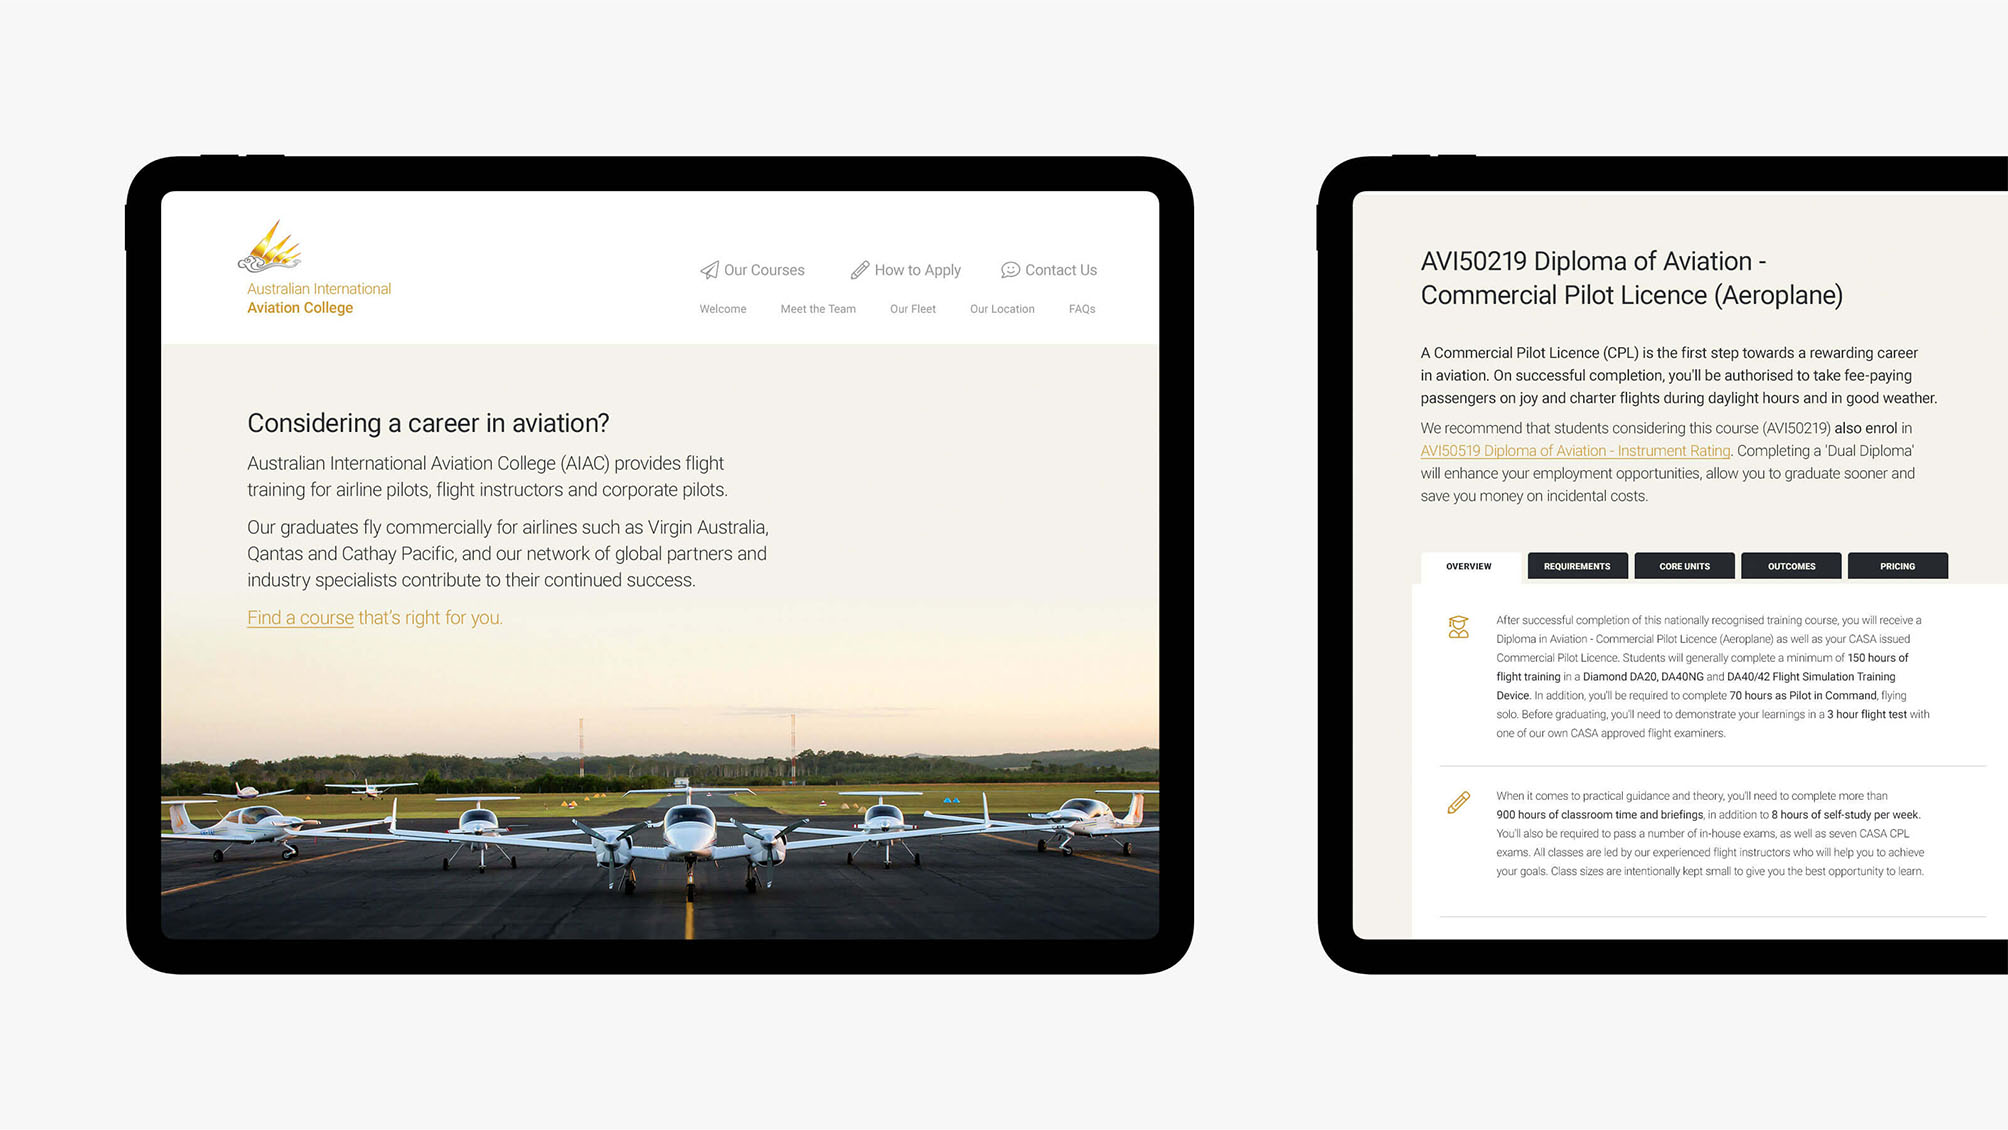 Australian International
Aviation College
Our Courses
How to Apply
Contact Us
Welcome
Meet the Team
Our Fleet
Our Location
FAQs
Considering a career in aviation?
Australian International Aviation College (AIAC) provides flight
training for airline pilots, flight instructors and corporate pilots.
Our graduates fly commercially for airlines such as Virgin Australia,
Qantas and Cathay Pacific, and our network of global partners and
industry specialists contribute to their continued success.
Find a course that's right for you.
AVI50219 Diploma of Aviation -
Commercial Pilot Licence (Aeroplane)
A Commercial Pilot Licence (CPL) is the first step towards a rewarding career
in aviation. On successful completion, you'll be authorised to take fee-paying
passengers on joy and charter flights during daylight hours and in good weather.
We recommend that students considering this course (AVI50219) also enrol in
AVI50519 Diploma of Aviation - Instrument Rating. Completing a 'Dual Diploma'
will enhance your employment opportunities, allow you to graduate sooner and
save you money on incidental costs.
OVERVIEW
REQUIREMENTS
CORE UNITS
OUTCOMES
PRICING
After successful completion of this nationally recognised training course, you will receive a
Diploma in Aviation - Commercial Pilot Licence (Aeroplane) as well as your CASA issued
Commercial Pilot Licence. Students will generally complete a minimum of 150 hours of
flight training in a Diamond DA20, DA40NG and DA40/42 Flight Simulation Training
Device. In addition, you'll be required to complete 70 hours as Pilot in Command, flying
solo. Before graduating, you'll need to demonstrate your learnings in a 3 hour flight test with
one of our own CASA approved flight examiners.
When it comes to practical guidance and theory, you'll need to complete more than
900 hours of classroom time and briefings, in addition to 8 hours of self-study per week.
You'll also be required to pass a number of in-house exams, as well as seven CASA CPL
exams. All classes are led by our experienced flight instructors who will help you to achieve
your goals. Class sizes are intentionally kept small to give you the best opportunity to learn.